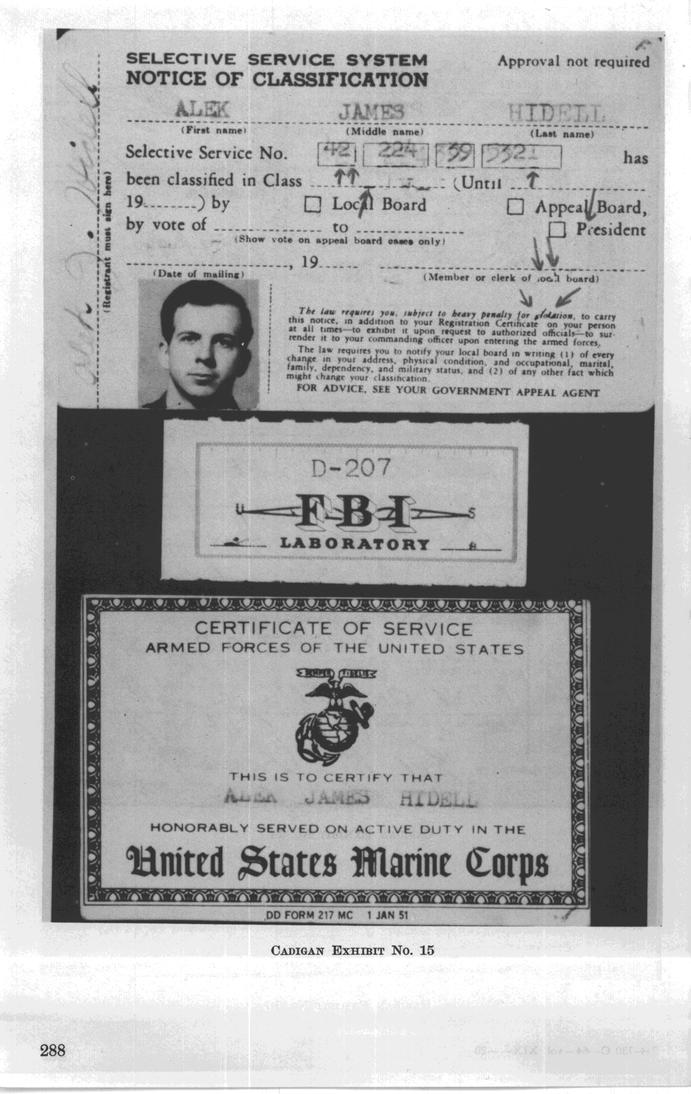 SELECTIVE SERVICE SYSTEM
Approval not required
NOTICE OF CLASSIFICATION
ALEK JAMES HIDELL
(First name) (Middle name) (Last name)
Selective Service No. 42 224 39 5321 has
been classified in Class (Until
19 ) by Local Board Appeal Board,
by vote of to President
(Show vote on appeal board cases only)
, 19
(Date of mailing) (Member or clerk of local board)
(Registrant must sign here)
The law requires you, subject to heavy penalty for violation, to carry
this notice, in addition to your Registration Certificate on your person
at all times—to exhibit it upon request to authorized officials—to sur-
render it to your commanding officer upon entering the armed forces,
The law requires you to notify your local board in writing (1) of every
change in your address, physical condition, and occupational, marital,
family, dependency, and military status, and (2) of any other fact which
might change your classification.
FOR ADVICE, SEE YOUR GOVERNMENT APPEAL AGENT
D-207
U FBI S
LABORATORY
CERTIFICATE OF SERVICE
ARMED FORCES OF THE UNITED STATES
THIS IS TO CERTIFY THAT
ALEK JAMES HIDELL
HONORABLY SERVED ON ACTIVE DUTY IN THE
United States Marine Corps
DD FORM 217 MC 1 JAN 51
CADIGAN EXHIBIT No. 15
288